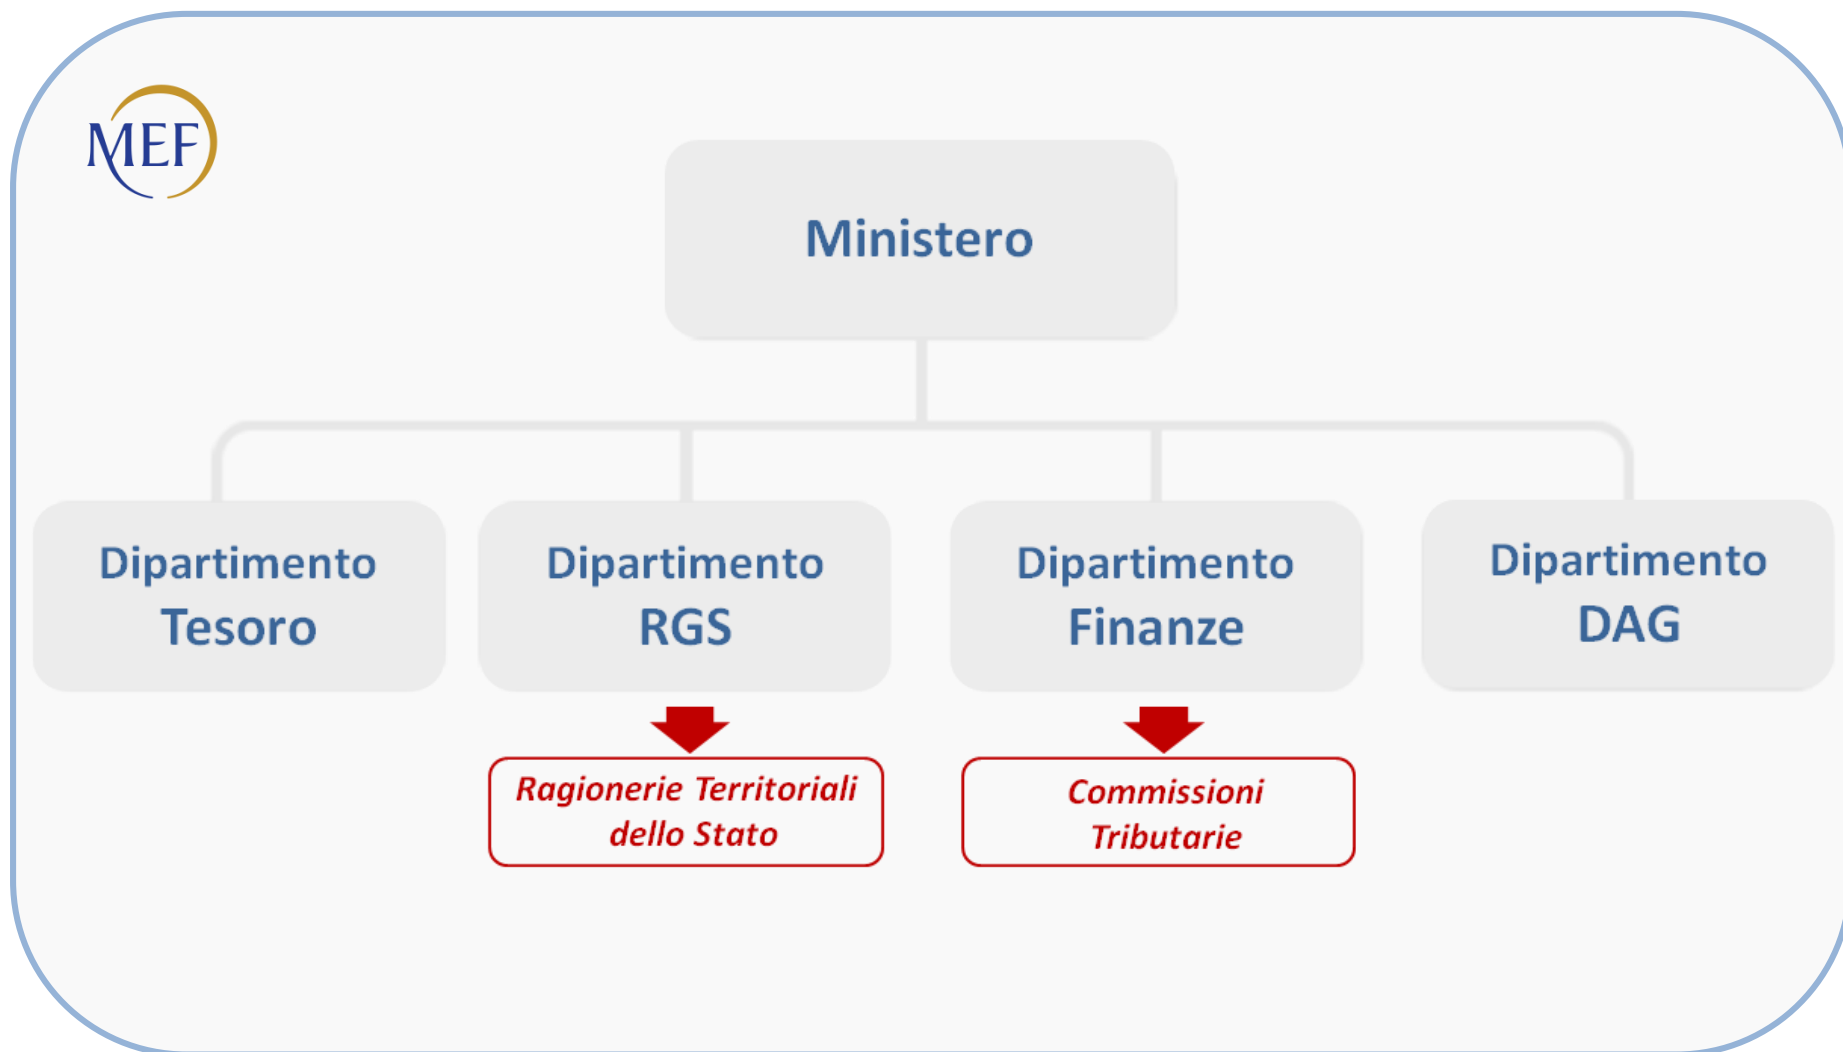 MEF
Ministero
Dipartimento
Tesoro
Dipartimento
RGS
Dipartimento
Finanze
Dipartimento
DAG
Ragionerie Territoriali
dello Stato
Commissioni
Tributarie